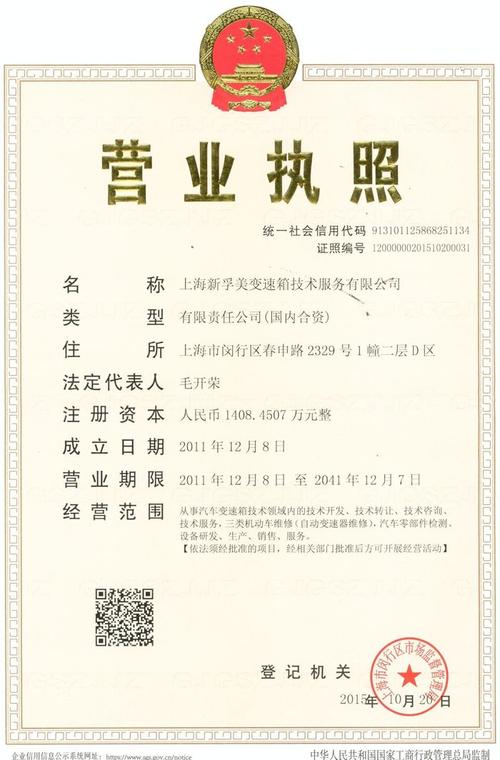 营业执照
统一社会信用代码 913101125868251134
证照编号 12000000201510200031
名 称 上海新孚美变速箱技术服务有限公司
类 型 有限责任公司(国内合资)
住 所 上海市闵行区春申路 2329 号 1 幢二层 D 区
法定代表人 毛开荣
注册资本 人民币 1408.4507 万元整
成立日期 2011 年 12 月 8 日
营业期限 2011 年 12 月 8 日 至 2041 年 12 月 7 日
经营范围 从事汽车变速箱技术领域内的技术开发、技术转让、技术咨询、
技术服务，三类机动车维修(自动变速器维修)，汽车零部件检测、
设备研发、生产、销售、服务。
【依法须经批准的项目，经相关部门批准后方可开展经营活动】
登记机关
上海市闵行区市场监督管理局
2015 年 10 月 20 日
企业信用信息公示系统网址：https://www.sgs.gov.cn/notice
中华人民共和国国家工商行政管理总局监制